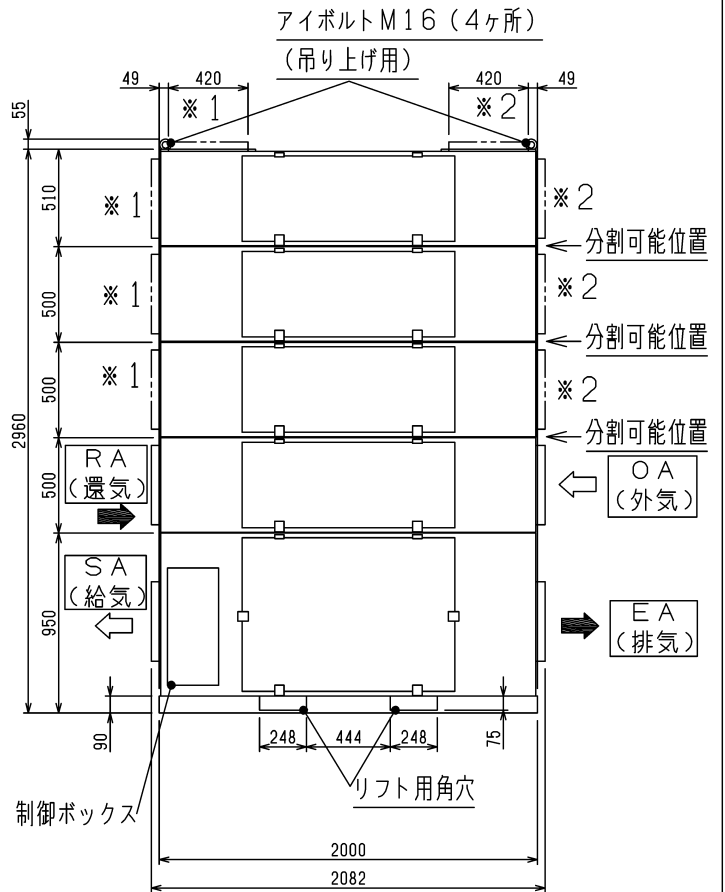 アイボルトM16(4ヶ所)
(吊り上げ用)
49 420 420 49
※1 ※2
55
510
※1 ※2
分割可能位置
500
※1 ※2
分割可能位置
500
※1 ※2
分割可能位置
2960
500
RA
(還気)
OA
(外気)
SA
(給気)
950
EA
(排気)
90
248 444 248
75
制御ボックス
リフト用角穴
2000
2082